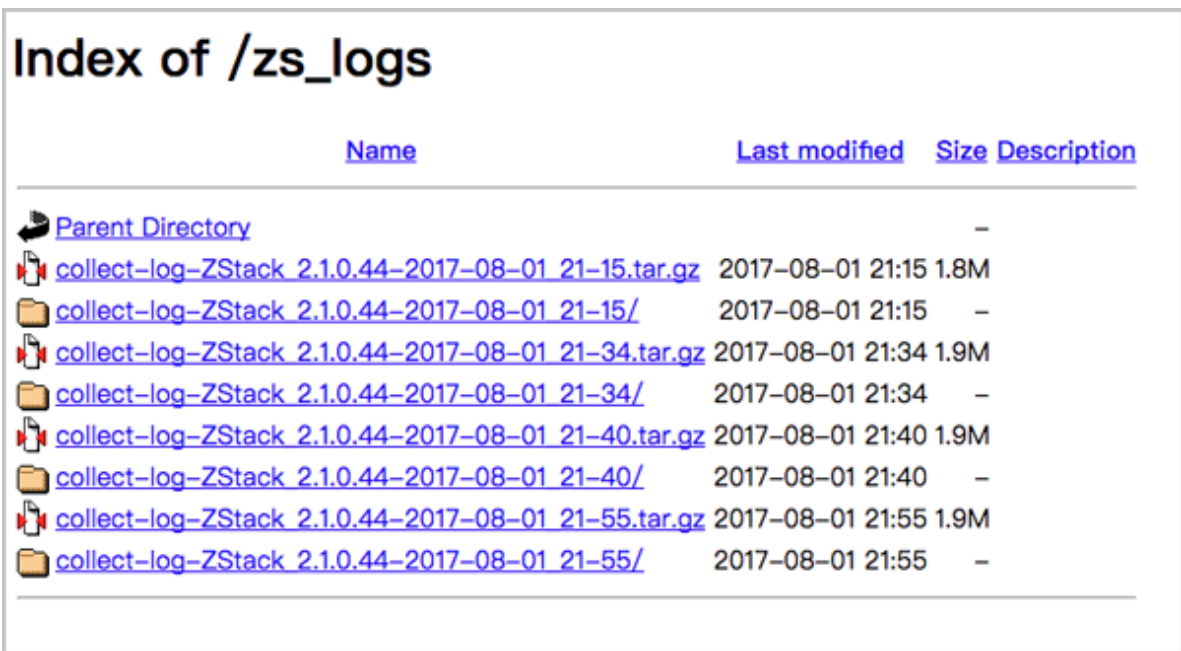 Index of /zs_logs
Name Last modified Size Description
Parent Directory –
collect–log–ZStack_2.1.0.44–2017–08–01_21–15.tar.gz 2017–08–01 21:15 1.8M
collect–log–ZStack_2.1.0.44–2017–08–01_21–15/ 2017–08–01 21:15 –
collect–log–ZStack_2.1.0.44–2017–08–01_21–34.tar.gz 2017–08–01 21:34 1.9M
collect–log–ZStack_2.1.0.44–2017–08–01_21–34/ 2017–08–01 21:34 –
collect–log–ZStack_2.1.0.44–2017–08–01_21–40.tar.gz 2017–08–01 21:40 1.9M
collect–log–ZStack_2.1.0.44–2017–08–01_21–40/ 2017–08–01 21:40 –
collect–log–ZStack_2.1.0.44–2017–08–01_21–55.tar.gz 2017–08–01 21:55 1.9M
collect–log–ZStack_2.1.0.44–2017–08–01_21–55/ 2017–08–01 21:55 –